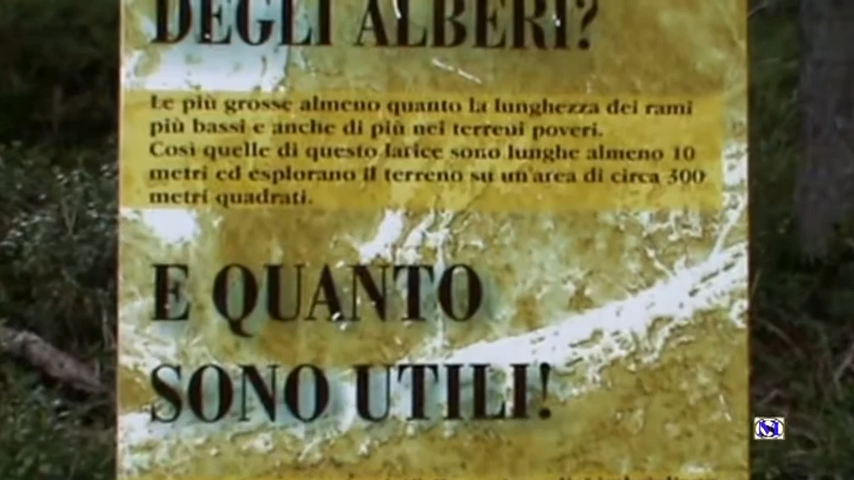 DEGLI ALBERI?
Le più grosse almeno quanto la lunghezza dei rami
più bassi e anche di più nei terreni poveri.
Così quelle di questo larice sono lunghe almeno 10
metri ed esplorano il terreno su un'area di circa 300
metri quadrati.
E QUANTO
SONO UTILI!